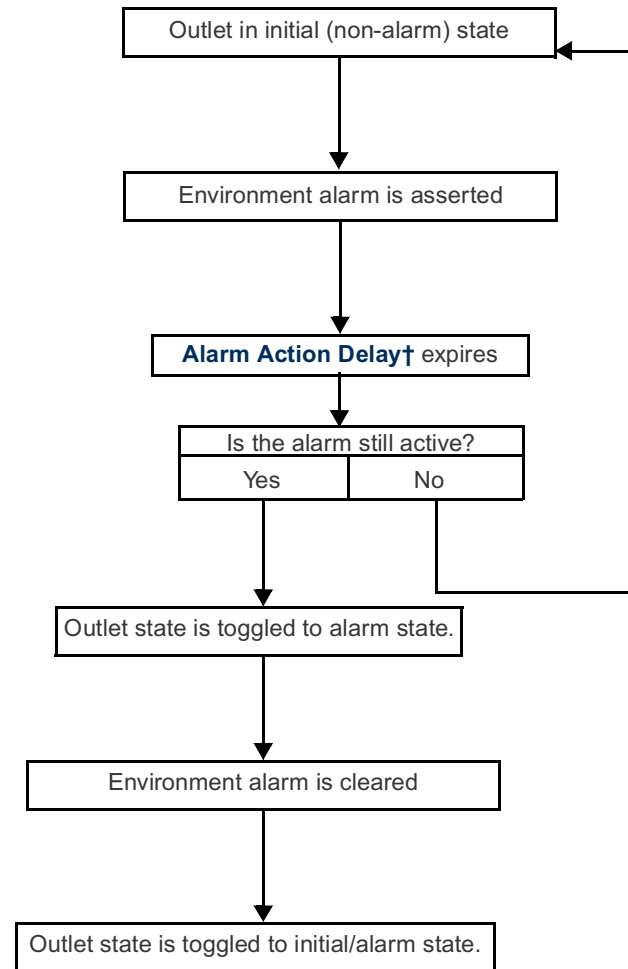 Outlet in initial (non-alarm) state
Environment alarm is asserted
Alarm Action Delay† expires
Is the alarm still active?
Yes
No
Outlet state is toggled to alarm state.
Environment alarm is cleared
Outlet state is toggled to initial/alarm state.